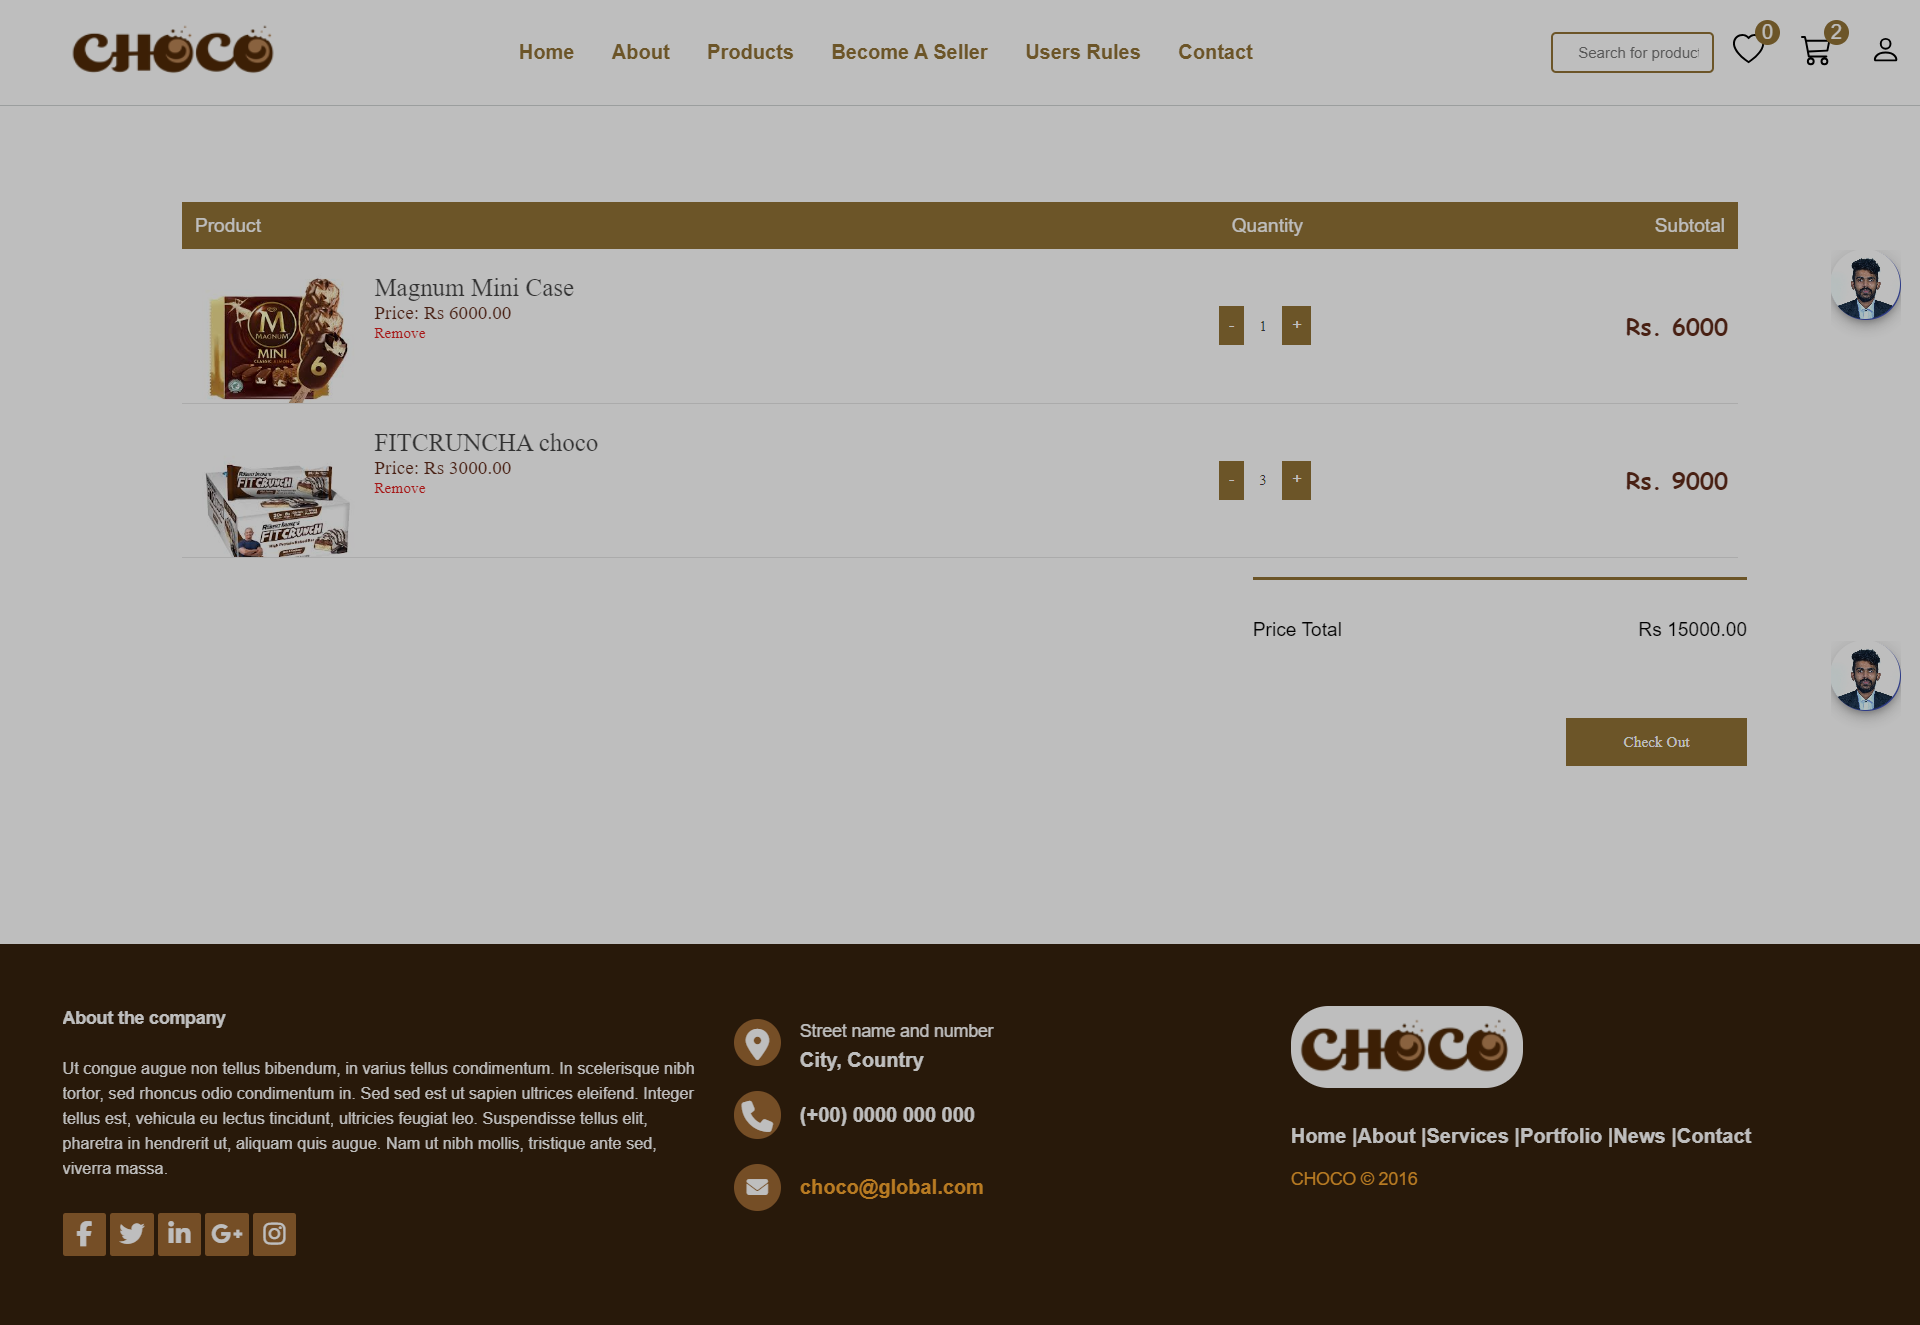 CHOCO
Home About Products Become A Seller Users Rules Contact
Search for product
0
2
Product Quantity Subtotal
Magnum Mini Case
Price: Rs 6000.00
Remove
- 1 +
Rs. 6000
M
MAGNUM
MINI
6
FITCRUNCHA choco
Price: Rs 3000.00
Remove
- 3 +
Rs. 9000
FITCRUNCH
FITCRUNCH
Price Total Rs 15000.00
Check Out
About the company
Ut congue augue non tellus bibendum, in varius tellus condimentum. In scelerisque nibh
tortor, sed rhoncus odio condimentum in. Sed sed est ut sapien ultrices eleifend. Integer
tellus est, vehicula eu lectus tincidunt, ultricies feugiat leo. Suspendisse tellus elit,
pharetra in hendrerit ut, aliquam quis augue. Nam ut nibh mollis, tristique ante sed,
viverra massa.
Street name and number
City, Country
(+00) 0000 000 000
choco@global.com
CHOCO
Home |About |Services |Portfolio |News |Contact
CHOCO © 2016